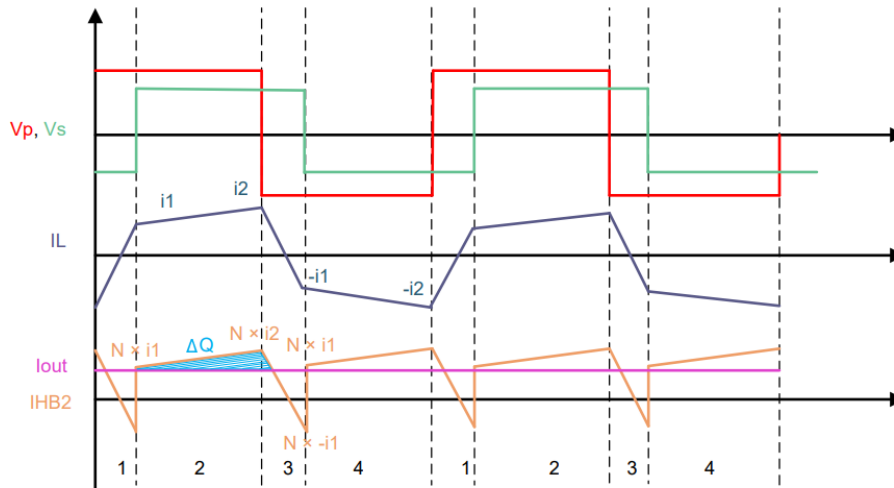 Vp, Vs
i1
i2
IL
-i1
-i2
N × i1
ΔQ
N × i2
N × i1
Iout
IHB2
N × -i1
1
2
3
4
1
2
3
4